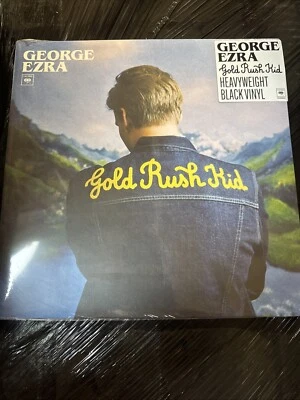 GEORGE
EZRA
GEORGE
EZRA
Gold Rush Kid
HEAVYWEIGHT
BLACK VINYL
Gold Rush Kid